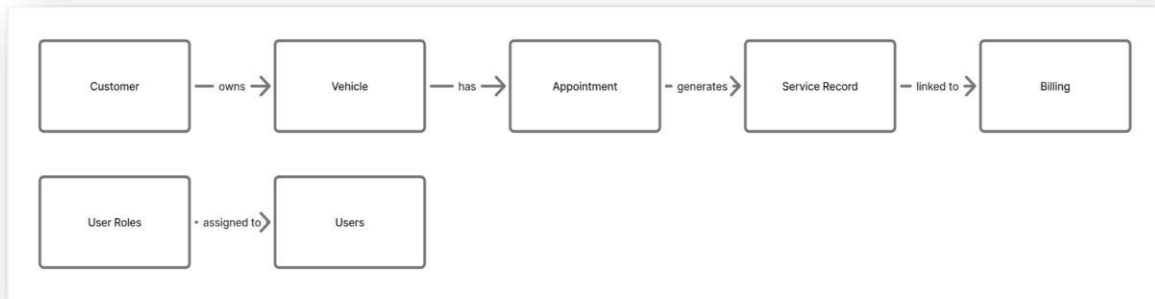 Customer owns Vehicle has Appointment generates Service Record linked to Billing
User Roles assigned to Users